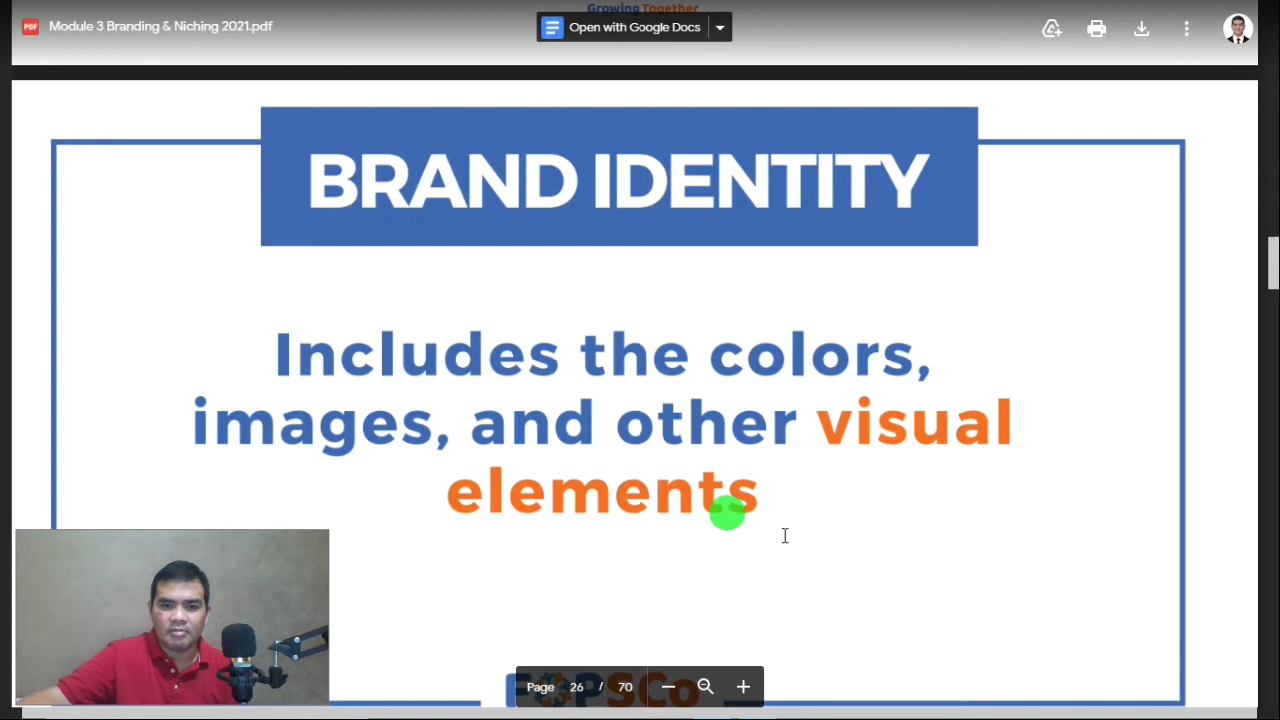 Growing Together
Module 3 Branding & Niching 2021.pdf
Open with Google Docs
BRAND IDENTITY
Includes the colors,
images, and other visual
elements
Page 26 / 70